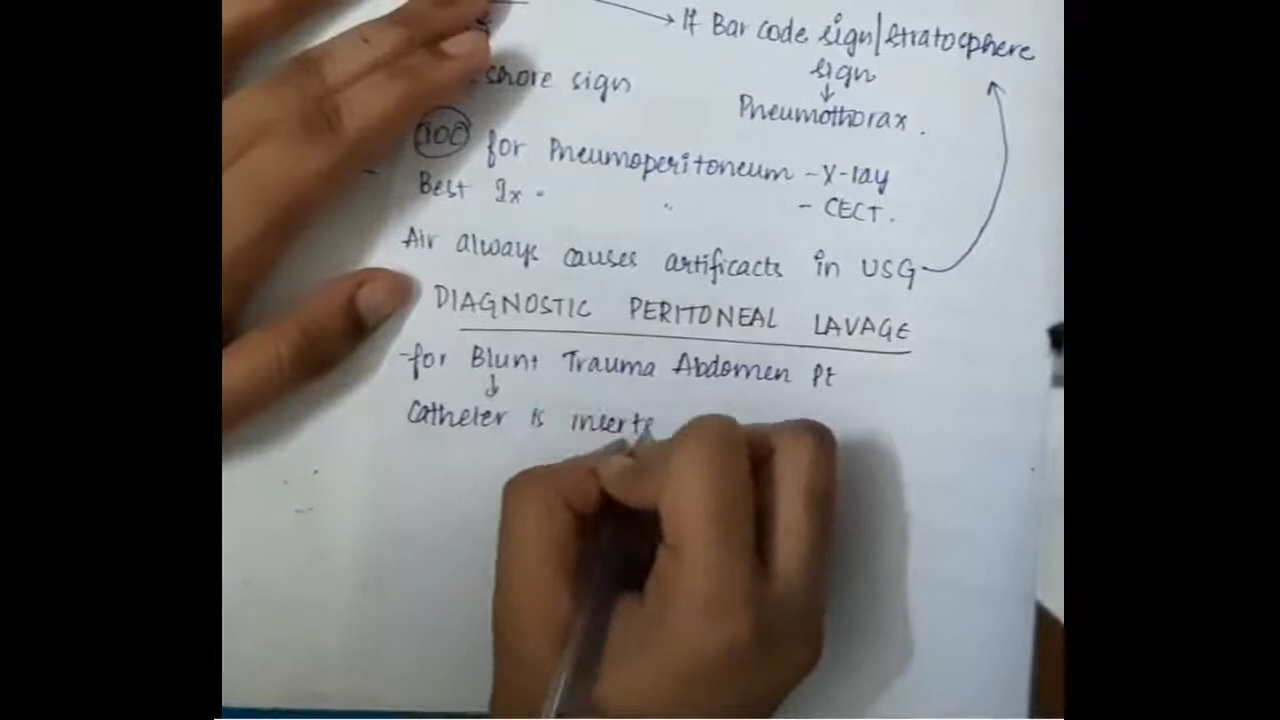 If Bar code sign/stratosphere
sign
↓
Pneumothorax.
shore sign
IOC for Pneumoperitoneum - X-ray
Best Ix " " - CECT.
Air always causes artificacts in USG
DIAGNOSTIC PERITONEAL LAVAGE
-for Blunt Trauma Abdomen Pt
↓
Catheter is inserte